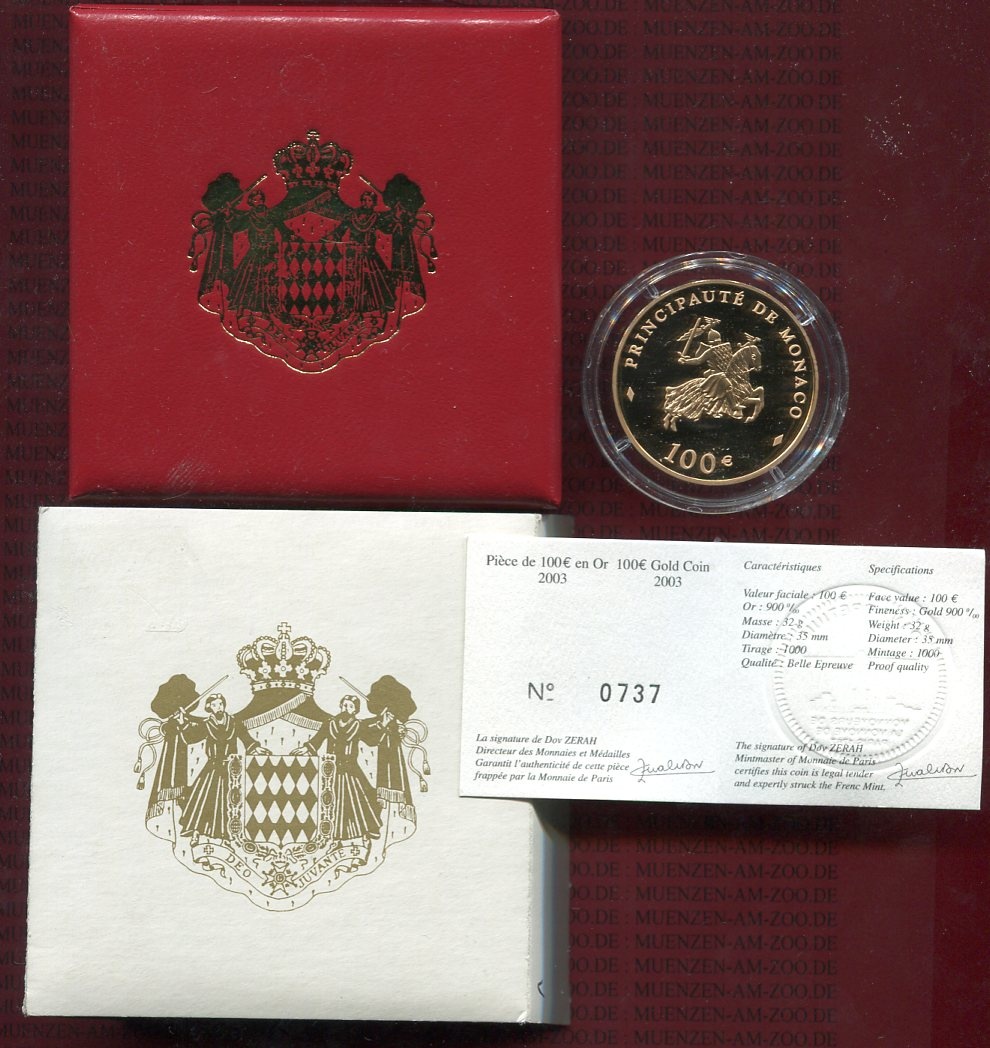 DEO JUVANTE
PRINCIPAUTÉ DE MONACO
100€
Pièce de 100€ en Or
2003
100€ Gold Coin
2003
Caractéristiques
Valeur faciale : 100 €
Or : 900 ‰
Masse : 32 g
Diamètre : 35 mm
Tirage : 1000
Qualité : Belle Epreuve
Specifications
Face value : 100 €
Fineness : Gold 900 ‰
Weight : 32 g
Diameter : 35 mm
Mintage : 1000
Proof quality
Nº 0737
La signature de Dov ZERAH
Directeur des Monnaies et Médailles
Garantit l'authenticité de cette pièce
frappée par la Monnaie de Paris
The signature of Dov ZERAH
Mintmaster of Monnaie de Paris
certifies this coin is legal tender
and expertly struck the Frenc Mint.
DEO JUVANTE
MUENZEN-AM-ZOO.DE